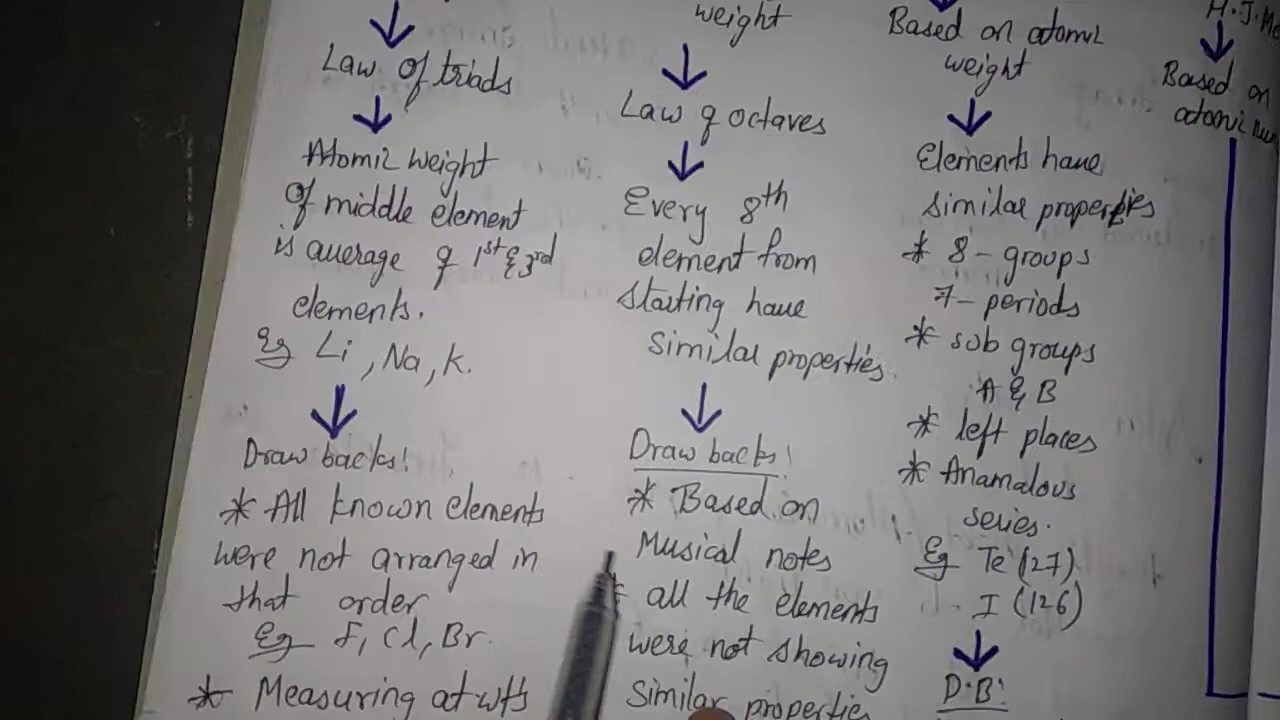 Law of triads
Atomic weight
Of middle element
is average of 1st & 3rd
elements.
Eg Li, Na, K.
Draw backs!
* All known elements
were not arranged in
that order
Eg F, Cl, Br.
* Measuring at wts
weight
Law of octaves
Every 8th
element from
starting have
similar properties.
Draw backs!
* Based on
Musical notes
* all the elements
were not showing
similar properties
Based on atomic
weight
Elements have
similar properties
* 8 - groups
7 - periods
* sub groups
A & B
* left places
* Anamalous
series.
Eg Te (27)
I (126)
D.B!
H.J.
Based on
atomic